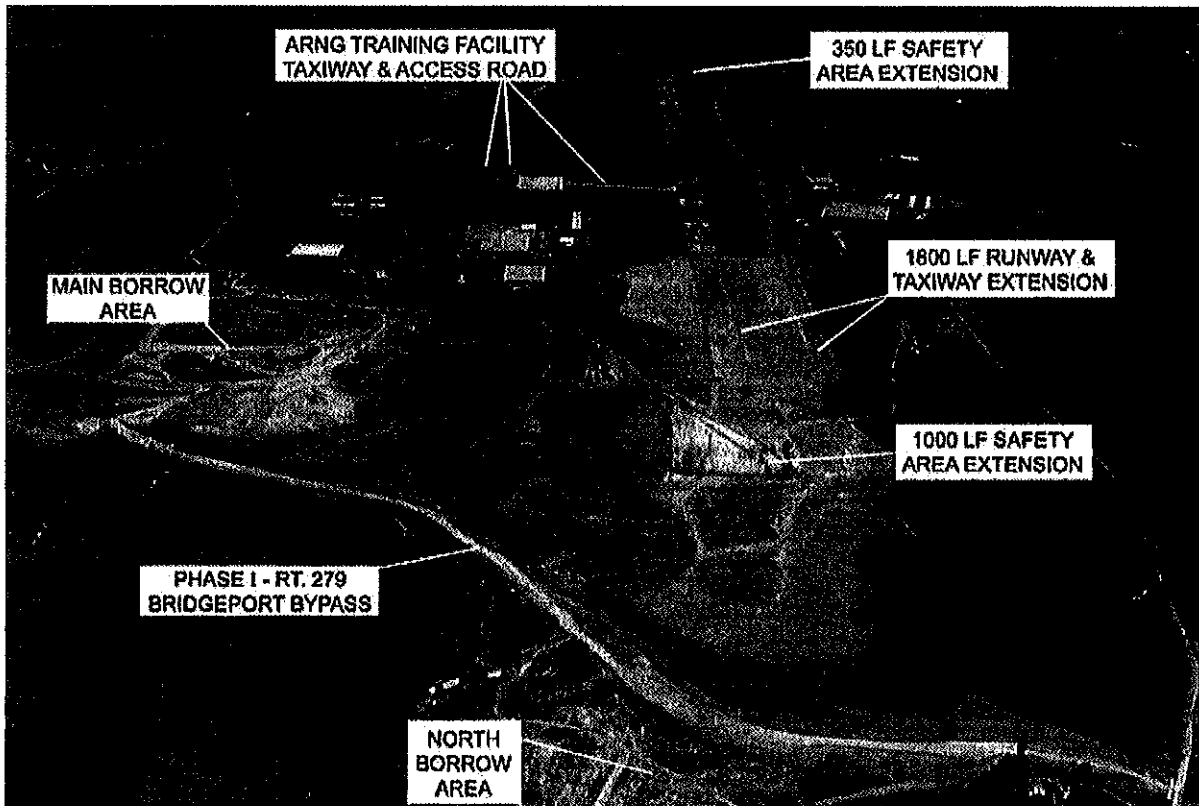 ARNG TRAINING FACILITY
TAXIWAY & ACCESS ROAD
350 LF SAFETY
AREA EXTENSION
MAIN BORROW
AREA
1800 LF RUNWAY &
TAXIWAY EXTENSION
1000 LF SAFETY
AREA EXTENSION
PHASE I - RT. 279
BRIDGEPORT BYPASS
NORTH
BORROW
AREA